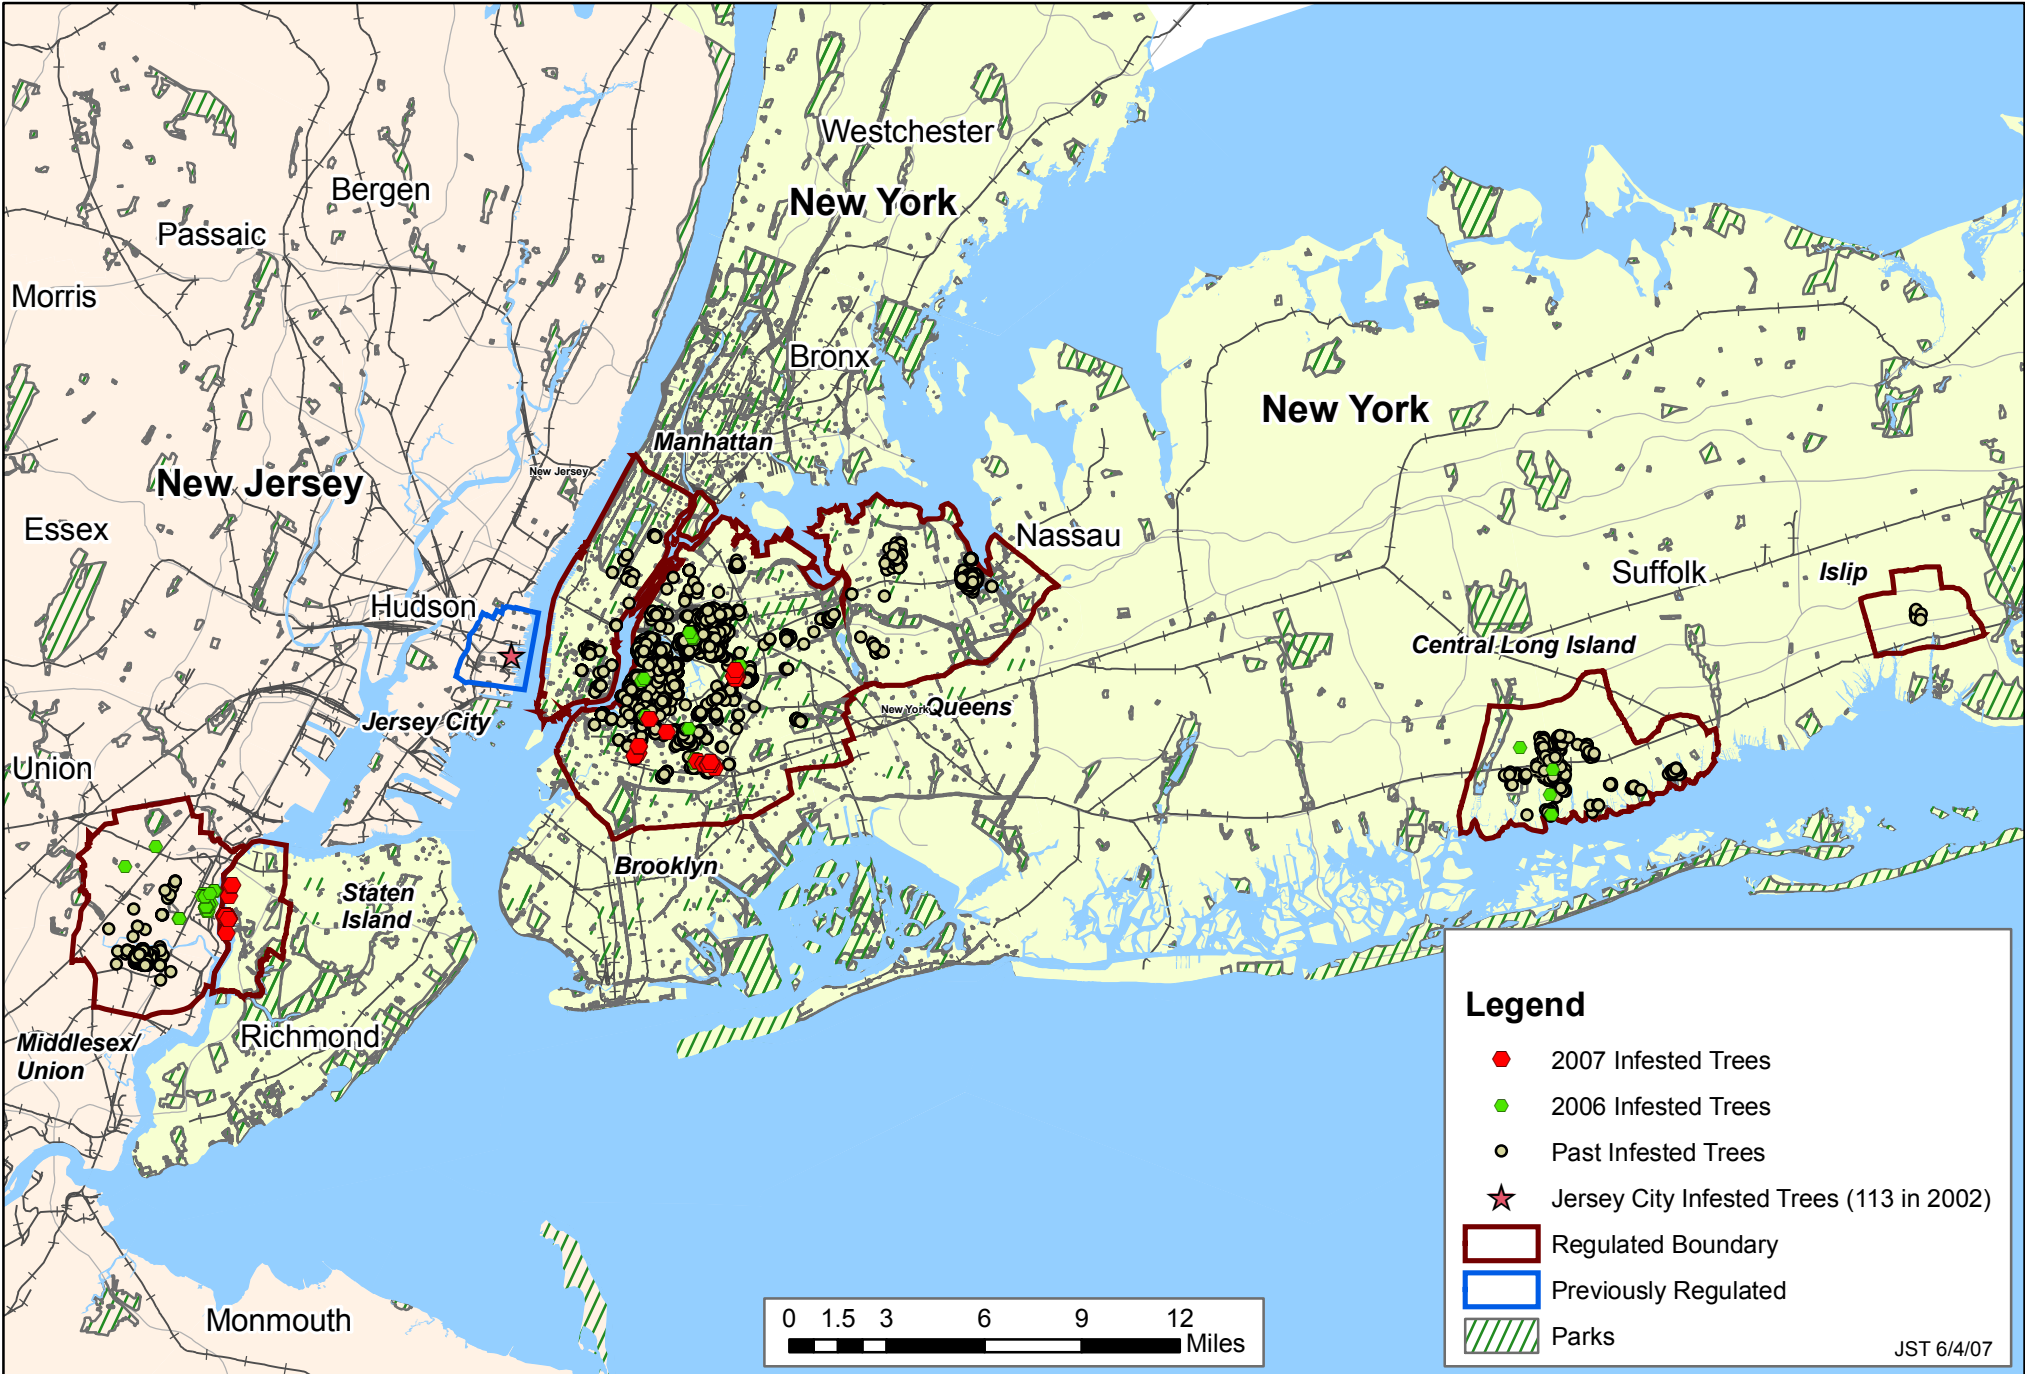 Westchester
New York
Bergen
Passaic
Morris
Bronx
New York
Manhattan
New Jersey
New Jersey
Essex
Nassau
Suffolk
Islip
Hudson
Central Long Island
New York
Queens
Jersey City
Union
Brooklyn
Staten
Island
Richmond
Middlesex/
Union
Monmouth
0 1.5 3 6 9 12
Miles
Legend
2007 Infested Trees
2006 Infested Trees
Past Infested Trees
Jersey City Infested Trees (113 in 2002)
Regulated Boundary
Previously Regulated
Parks
JST 6/4/07